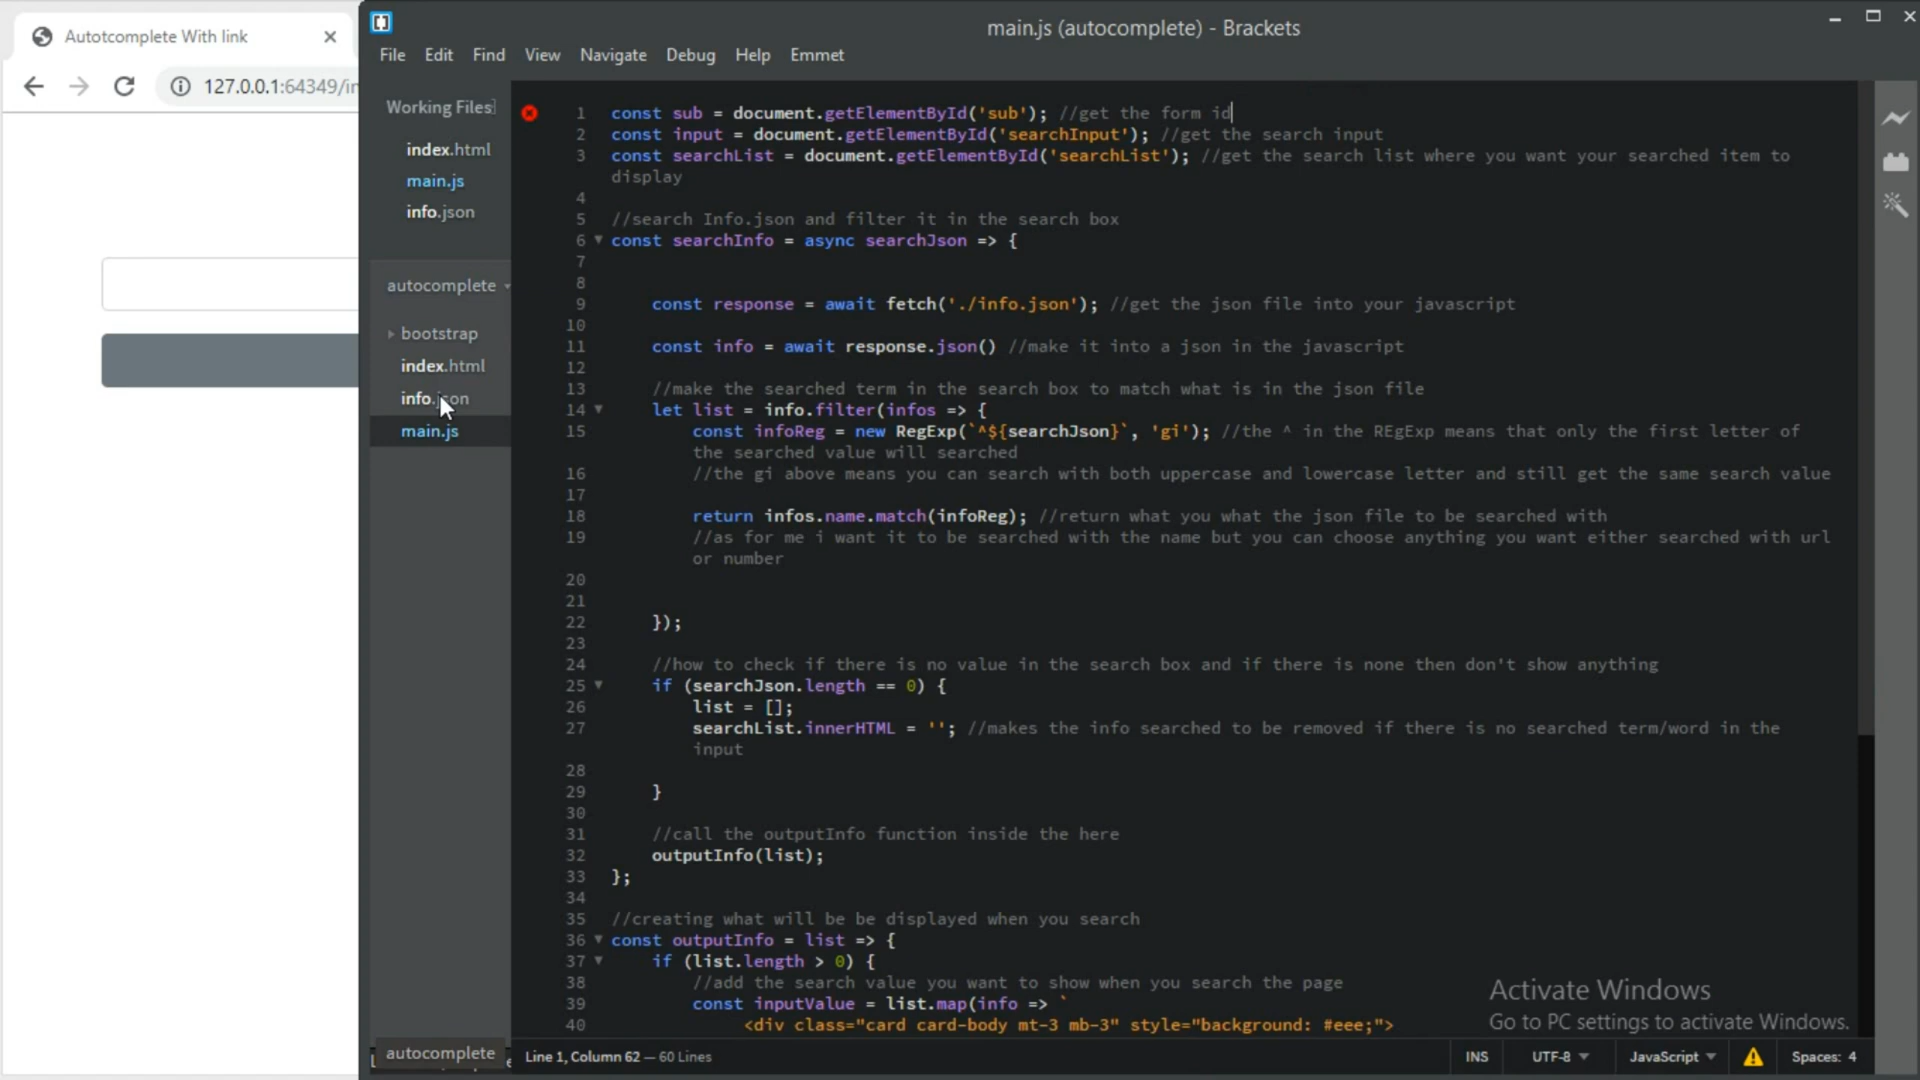 Autotcomplete With link
127.0.0.1:64349/in
main.js (autocomplete) - Brackets
File Edit Find View Navigate Debug Help Emmet
Working Files
index.html
main.js
info.json
autocomplete
bootstrap
index.html
info.json
main.js
autocomplete
1 const sub = document.getElementById('sub'); //get the form id
2 const input = document.getElementById('searchInput'); //get the search input
3 const searchList = document.getElementById('searchList'); //get the search list where you want your searched item to
display
4
5 //search Info.json and filter it in the search box
6 const searchInfo = async searchJson => {
7
8
9 const response = await fetch('./info.json'); //get the json file into your javascript
10
11 const info = await response.json() //make it into a json in the javascript
12
13 //make the searched term in the search box to match what is in the json file
14 let list = info.filter(infos => {
15 const infoReg = new RegExp(`^${searchJson}`, 'gi'); //the ^ in the REgExp means that only the first letter of
the searched value will searched
16 //the gi above means you can search with both uppercase and lowercase letter and still get the same search value
17
18 return infos.name.match(infoReg); //return what you what the json file to be searched with
19 //as for me i want it to be searched with the name but you can choose anything you want either searched with url
or number
20
21
22 });
23
24 //how to check if there is no value in the search box and if there is none then don't show anything
25 if (searchJson.length == 0) {
26 list = [];
27 searchList.innerHTML = ''; //makes the info searched to be removed if there is no searched term/word in the
input
28
29 }
30
31 //call the outputInfo function inside the here
32 outputInfo(list);
33 };
34
35 //creating what will be be displayed when you search
36 const outputInfo = list => {
37 if (list.length > 0) {
38 //add the search value you want to show when you search the page
39 const inputValue = list.map(info => `
40 <div class="card card-body mt-3 mb-3" style="background: #eee;">
Activate Windows
Go to PC settings to activate Windows.
Line 1, Column 62 — 60 Lines
INS UTF-8 JavaScript Spaces: 4